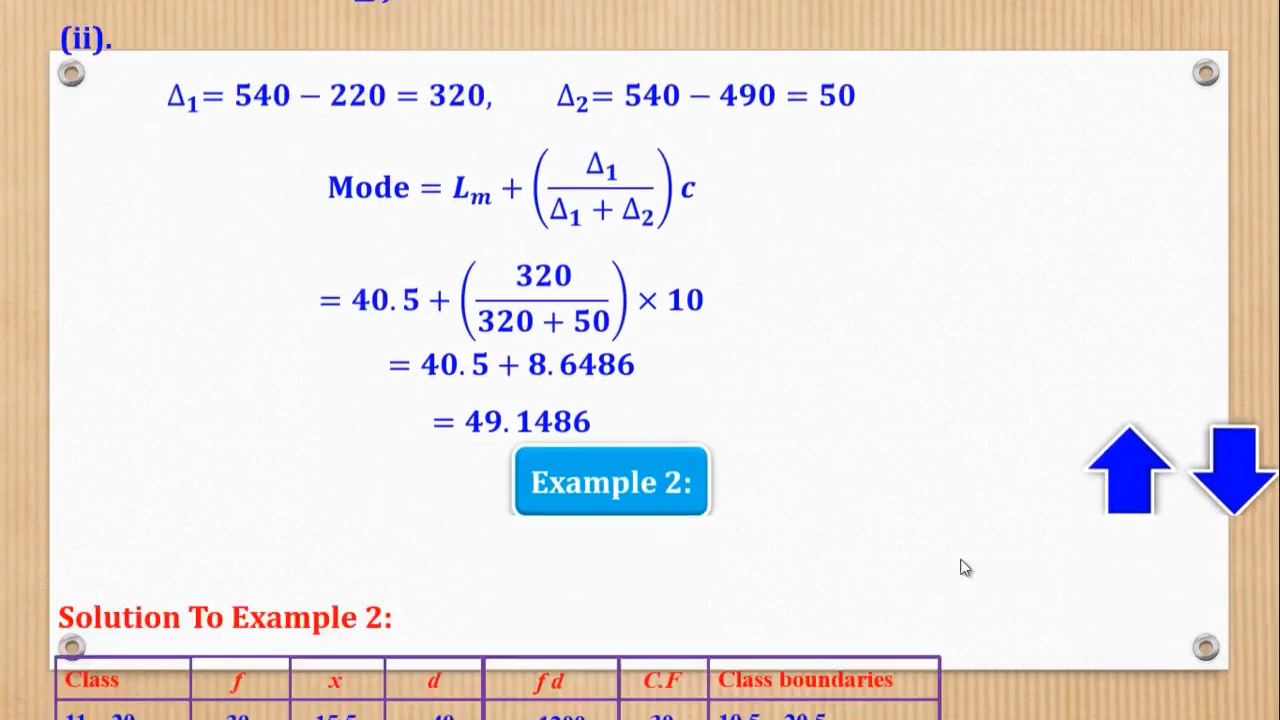 (ii).
Δ₁= 540 − 220 = 320, Δ₂= 540 − 490 = 50
Mode = Lₘ + (Δ₁ / (Δ₁ + Δ₂)) c
= 40.5 + (320 / (320 + 50)) × 10
= 40.5 + 8.6486
= 49.1486
Example 2:
Solution To Example 2:
Class f x d f d C.F Class boundaries